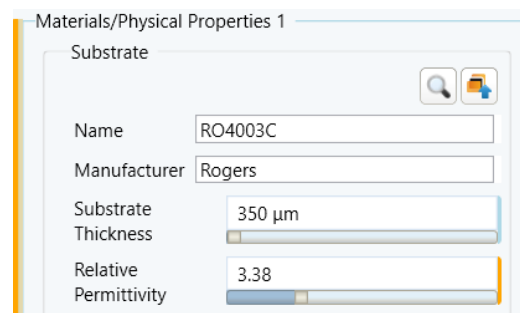 Materials/Physical Properties 1
Substrate
Name RO4003C
Manufacturer Rogers
Substrate Thickness 350 μm
Relative Permittivity 3.38